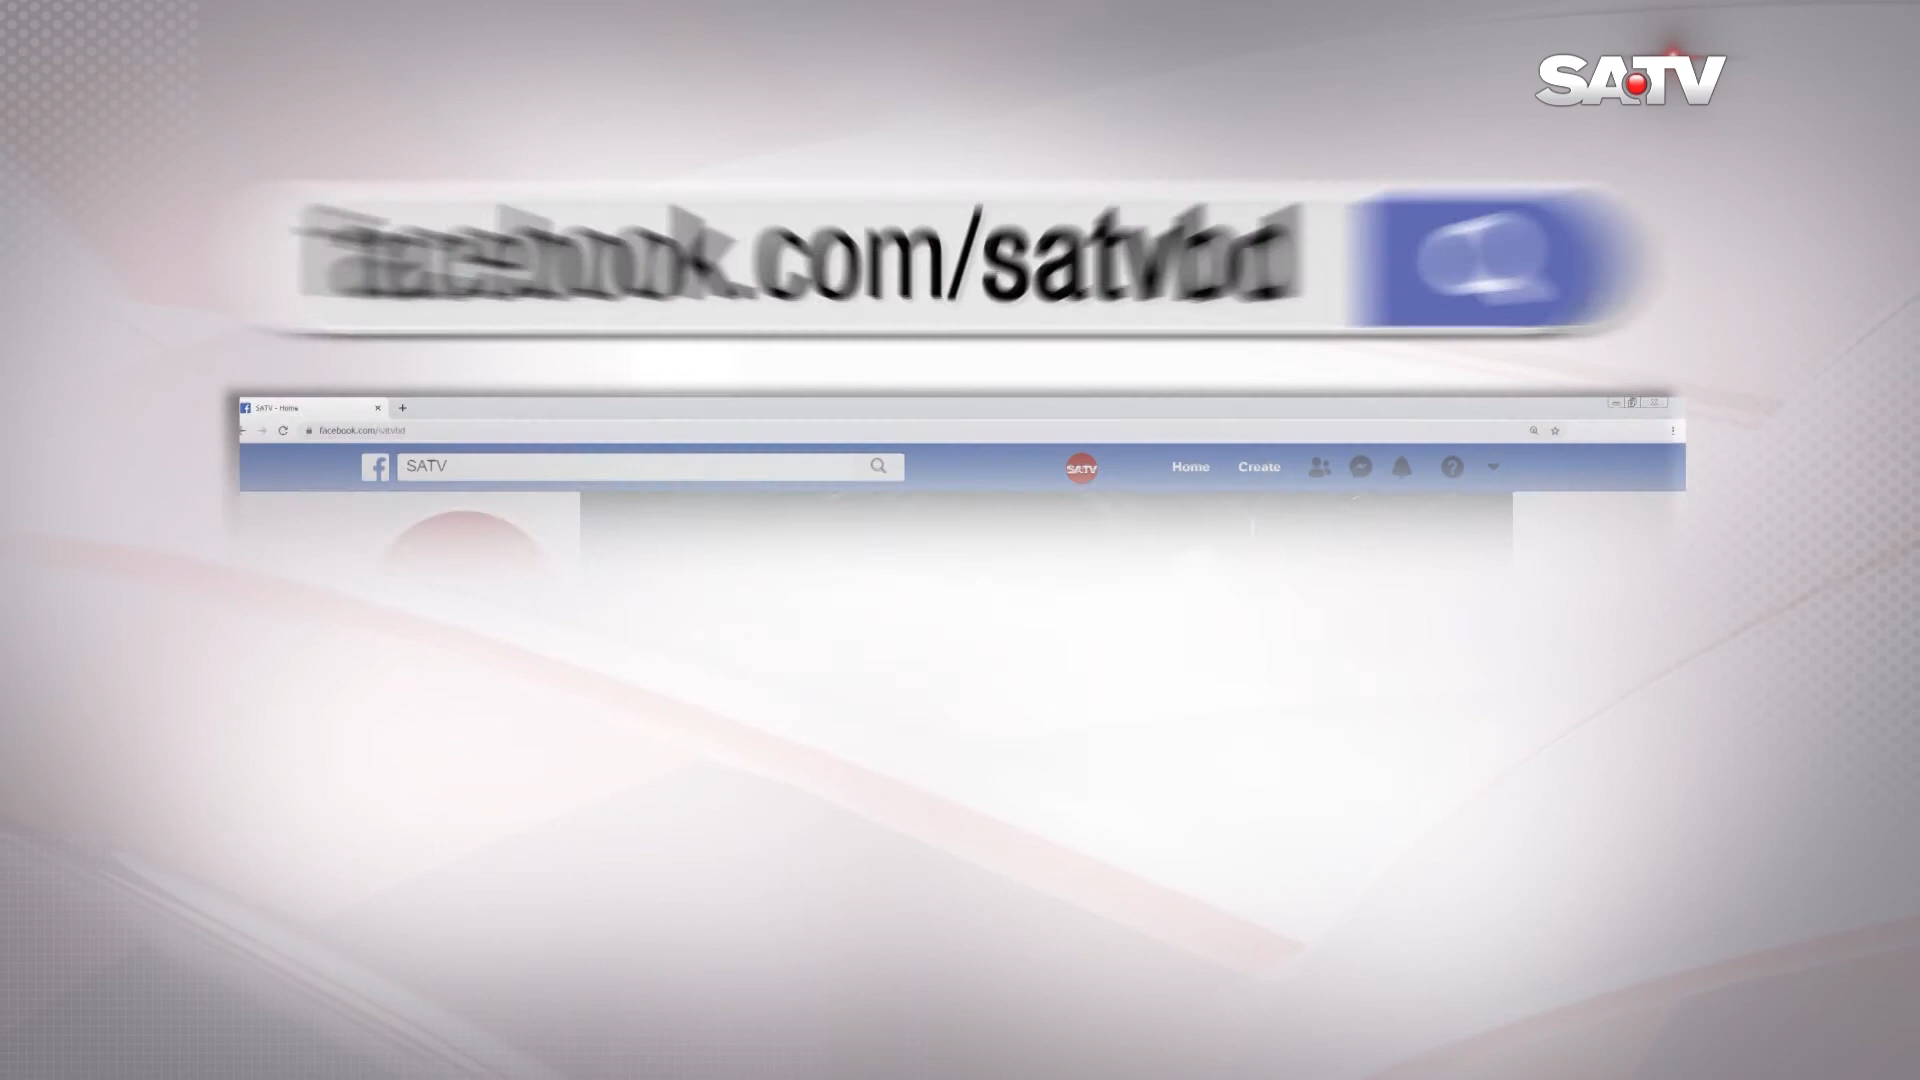 SATV
facebook.com/satvbd
SATV - Home
facebook.com/satvbd
SATV
SATV
Home
Create